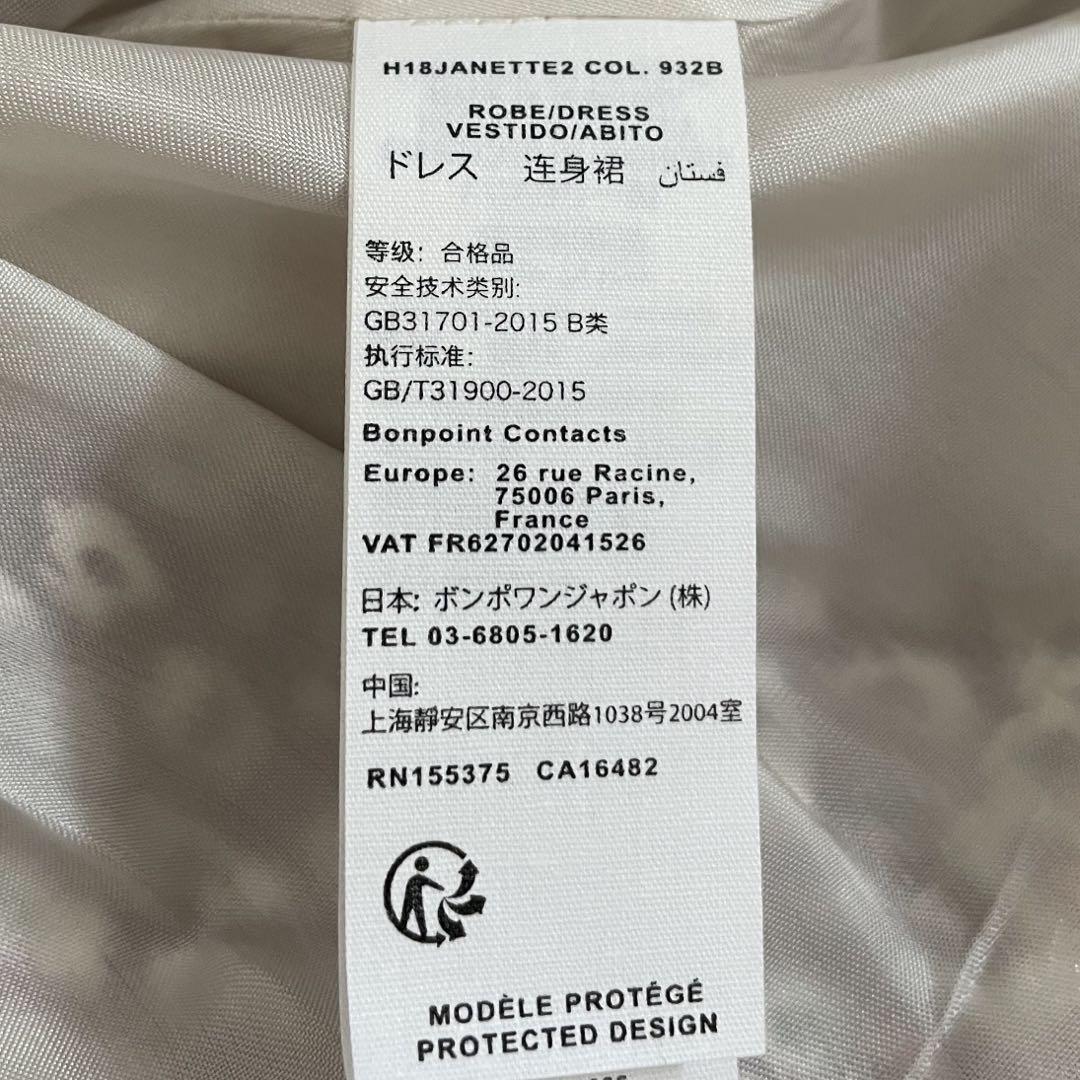 H18JANETTE2 COL. 932B
ROBE/DRESS
VESTIDO/ABITO
ドレス 连身裙 فستان
等级: 合格品
安全技术类别:
GB31701-2015 B类
执行标准:
GB/T31900-2015
Bonpoint Contacts
Europe: 26 rue Racine,
75006 Paris,
France
VAT FR62702041526
日本: ボンポワンジャポン (株)
TEL 03-6805-1620
中国:
上海靜安区南京西路1038号2004室
RN155375 CA16482
MODÈLE PROTÉGÉ
PROTECTED DESIGN